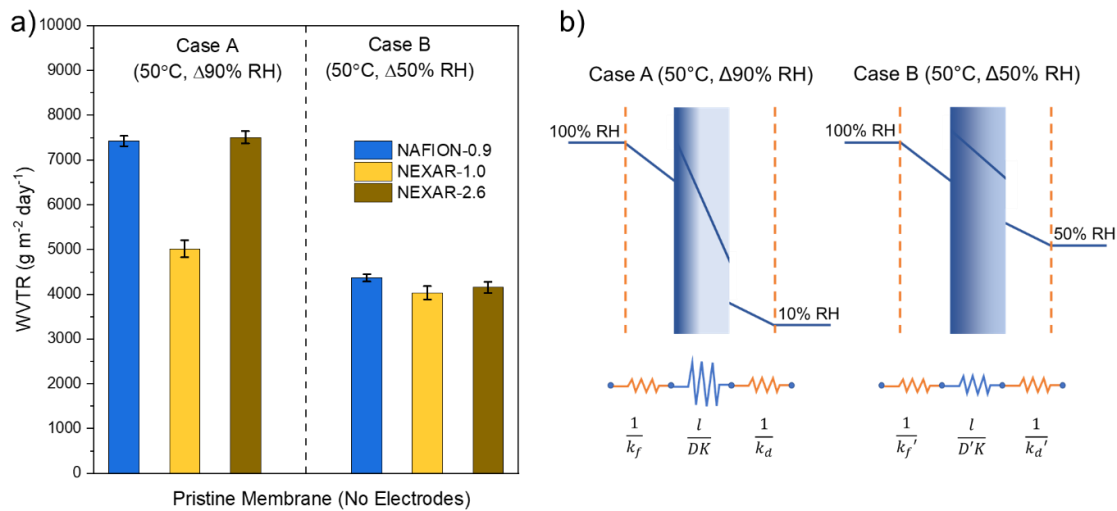 a)
10000
9000
8000
7000
6000
5000
4000
3000
2000
1000
0
WVTR (g m⁻² day⁻¹)
Case A
(50°C, Δ90% RH)
Case B
(50°C, Δ50% RH)
NAFION-0.9
NEXAR-1.0
NEXAR-2.6
Pristine Membrane (No Electrodes)
b)
Case A (50°C, Δ90% RH)
100% RH
10% RH
1/k_f
l/DK
1/k_d
Case B (50°C, Δ50% RH)
100% RH
50% RH
1/k_f'
l/D'K
1/k_d'